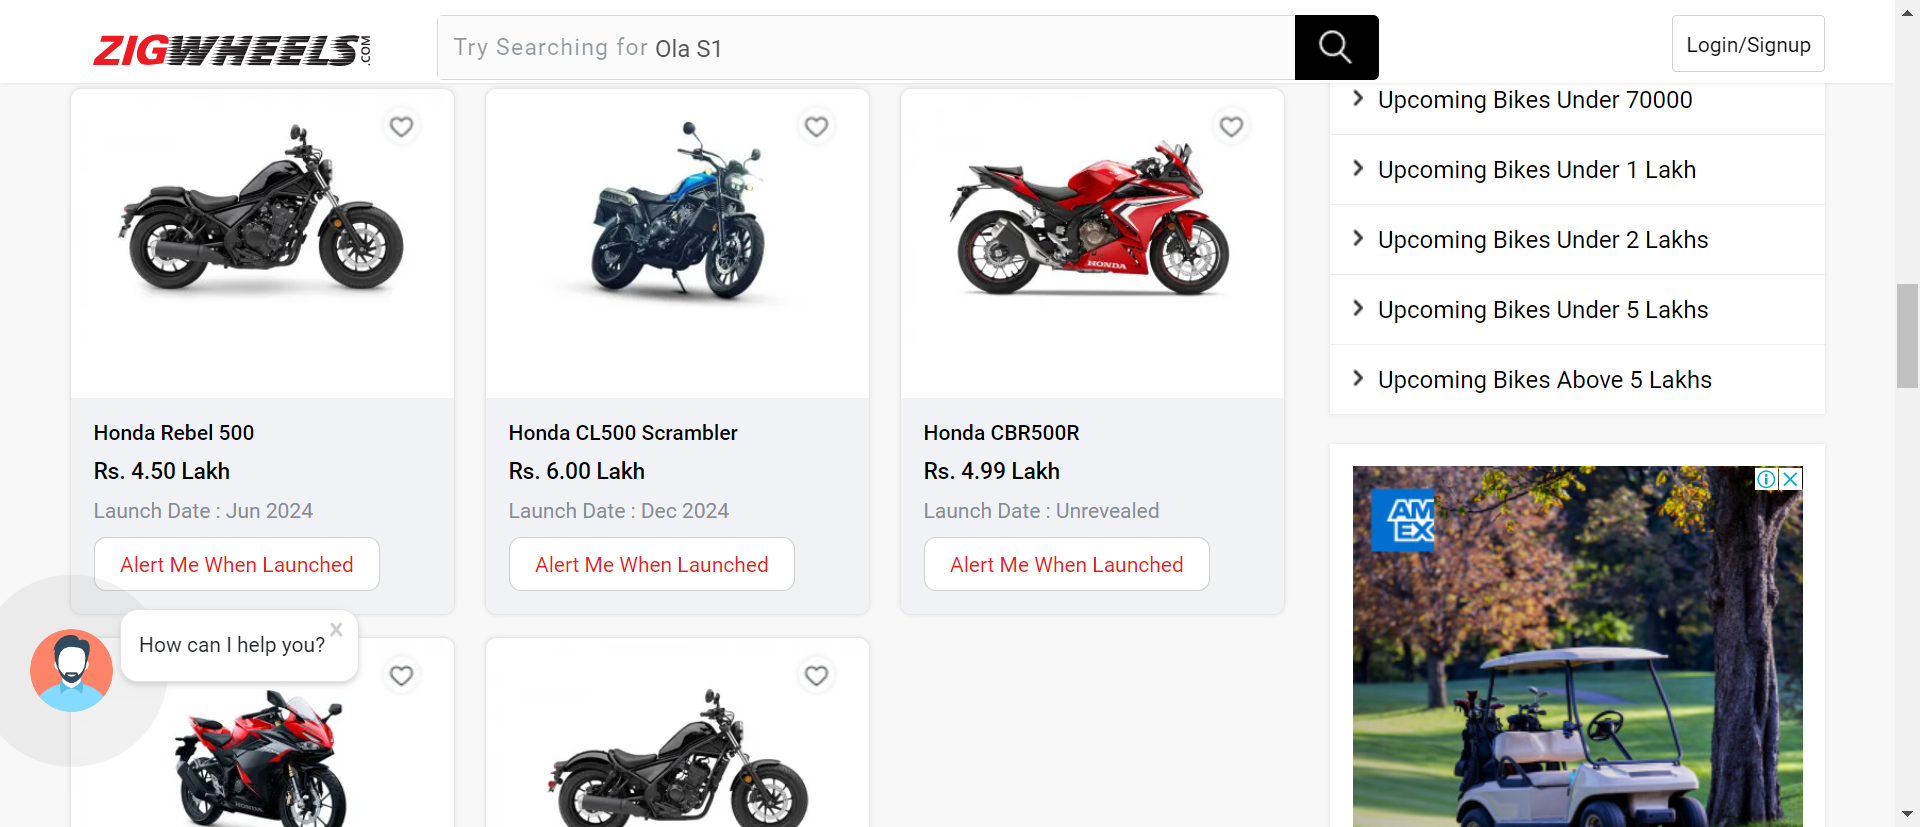 ZIGWHEELS.COM
Try Searching for Ola S1
Login/Signup
Honda Rebel 500
Rs. 4.50 Lakh
Launch Date : Jun 2024
Alert Me When Launched
Honda CL500 Scrambler
Rs. 6.00 Lakh
Launch Date : Dec 2024
Alert Me When Launched
HONDA
Honda CBR500R
Rs. 4.99 Lakh
Launch Date : Unrevealed
Alert Me When Launched
How can I help you?
HONDA
Upcoming Bikes Under 70000
Upcoming Bikes Under 1 Lakh
Upcoming Bikes Under 2 Lakhs
Upcoming Bikes Under 5 Lakhs
Upcoming Bikes Above 5 Lakhs
AM
EX